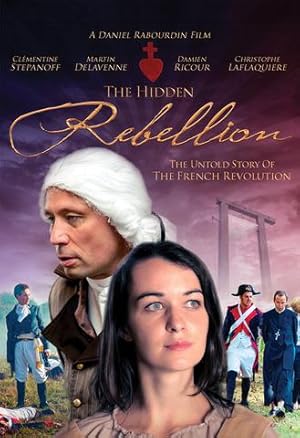 A DANIEL RABOURDIN FILM
CLÉMENTINE STEPANOFF
MARTIN DELAVENNE
DAMIEN RICOUR
CHRISTOPHE LAFLAQUIERE
THE HIDDEN
Rebellion
THE UNTOLD STORY OF
THE FRENCH REVOLUTION